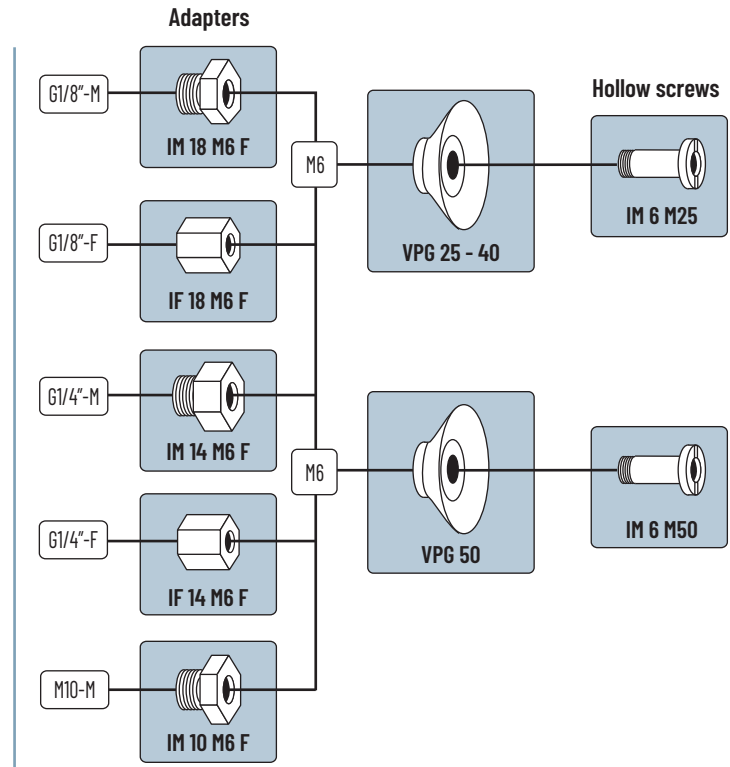 Adapters
Hollow screws
G1/8"-M
IM 18 M6 F
M6
VPG 25 - 40
IM 6 M25
G1/8"-F
IF 18 M6 F
G1/4"-M
IM 14 M6 F
M6
VPG 50
IM 6 M50
G1/4"-F
IF 14 M6 F
M10-M
IM 10 M6 F